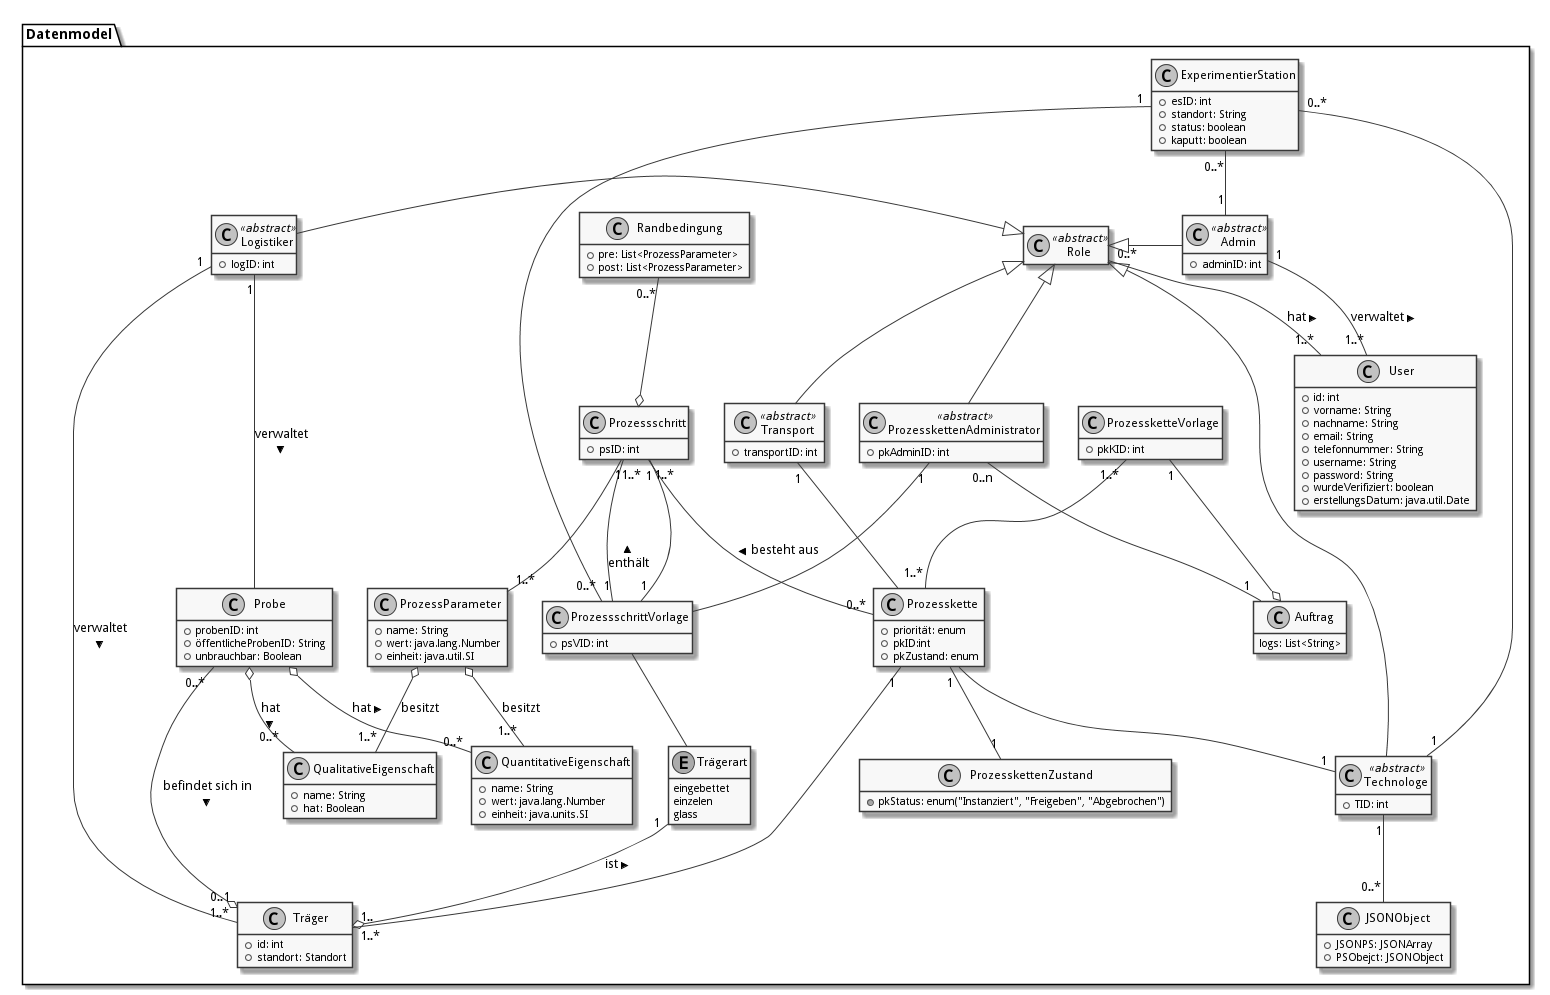 Datenmodel
C ExperimentierStation
esID: int
standort: String
status: boolean
kaputt: boolean
1
0..*
0..*
1
C «abstract»
Logistiker
logID: int
1
1
C Randbedingung
pre: List<ProzessParameter>
post: List<ProzessParameter>
0..*
C «abstract»
Role
0..*
C «abstract»
Admin
adminID: int
1
hat ►
verwaltet ►
1..*
1..*
C User
id: int
vorname: String
nachname: String
email: String
telefonnummer: String
username: String
password: String
wurdeVerifiziert: boolean
erstellungsDatum: java.util.Date
C Prozessschritt
psID: int
C «abstract»
Transport
transportID: int
C «abstract»
ProzesskettenAdministrator
pkAdminID: int
C ProzessketteVorlage
pkKID: int
verwaltet
▼
11..*
1
1..*
1
1
0..n
1..*
1
▲
enthält
◄ besteht aus
1..*
0..*
1
1
1..*
0..*
1
C Probe
probenID: int
öffentlicheProbenID: String
unbrauchbar: Boolean
C ProzessParameter
name: String
wert: java.lang.Number
einheit: java.util.SI
C ProzessschrittVorlage
psVID: int
C Prozesskette
priorität: enum
pkID:int
pkZustand: enum
C Auftrag
logs: List<String>
verwaltet
▼
0..*
hat
▼
hat ►
besitzt
besitzt
1
1
0..*
1..*
0..*
1..*
1
1
1
C QualitativeEigenschaft
name: String
hat: Boolean
C QuantitativeEigenschaft
name: String
wert: java.lang.Number
einheit: java.units.SI
E Trägerart
eingebettet
einzelen
glass
C ProzesskettenZustand
pkStatus: enum("Instanziert", "Freigeben", "Abgebrochen")
C «abstract»
Technologe
TID: int
befindet sich in
▼
1
1
ist ►
0..*
0..1
1..*
1..
1..*
C Träger
id: int
standort: Standort
C JSONObject
JSONPS: JSONArray
PSObejct: JSONObject